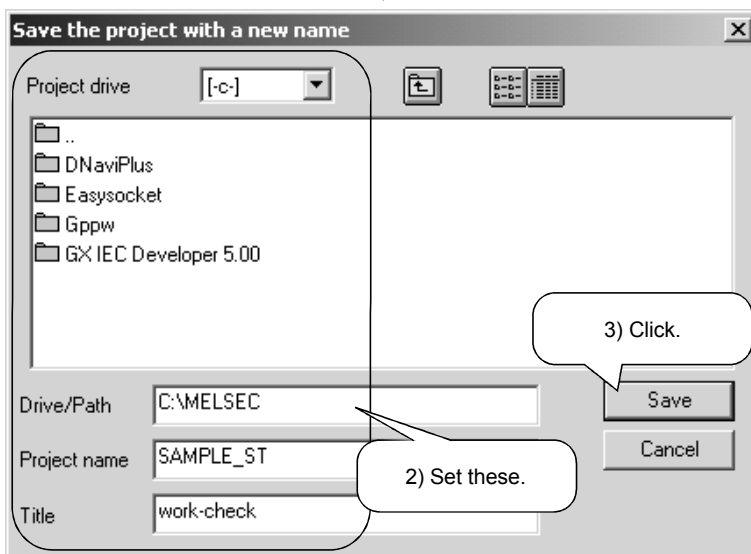 Save the project with a new name
Project drive [-c-]
..
DNaviPlus
Easysocket
Gppw
GX IEC Developer 5.00
3) Click.
Drive/Path C:\MELSEC
Save
Project name SAMPLE_ST
Cancel
2) Set these.
Title work-check